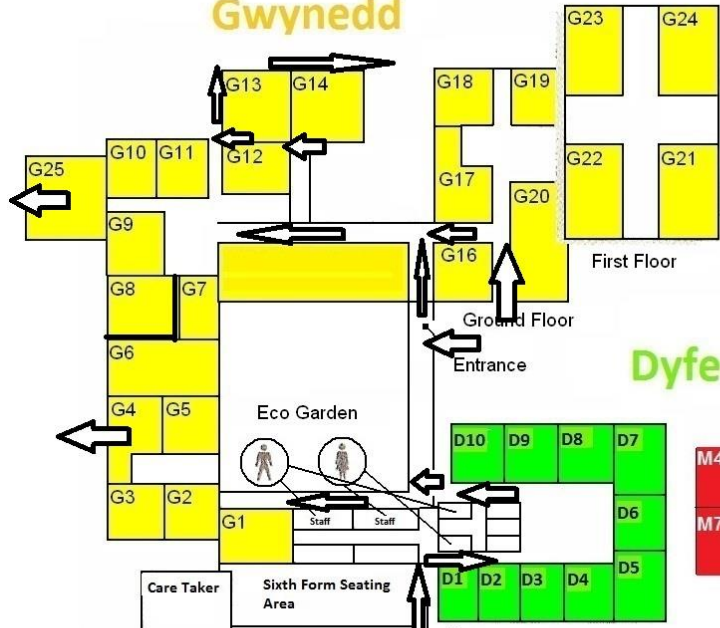 Gwynedd
G23
G24
G13
G14
G18
G19
G10
G11
G12
G25
G22
G21
G17
G20
G9
G16
First Floor
G8
G7
Ground Floor
G6
Entrance
Dyfe
G4
G5
Eco Garden
D10
D9
D8
D7
M4
G3
G2
D6
M7
G1
Staff
Staff
D5
D1
D2
D3
D4
Care Taker
Sixth Form Seating
Area